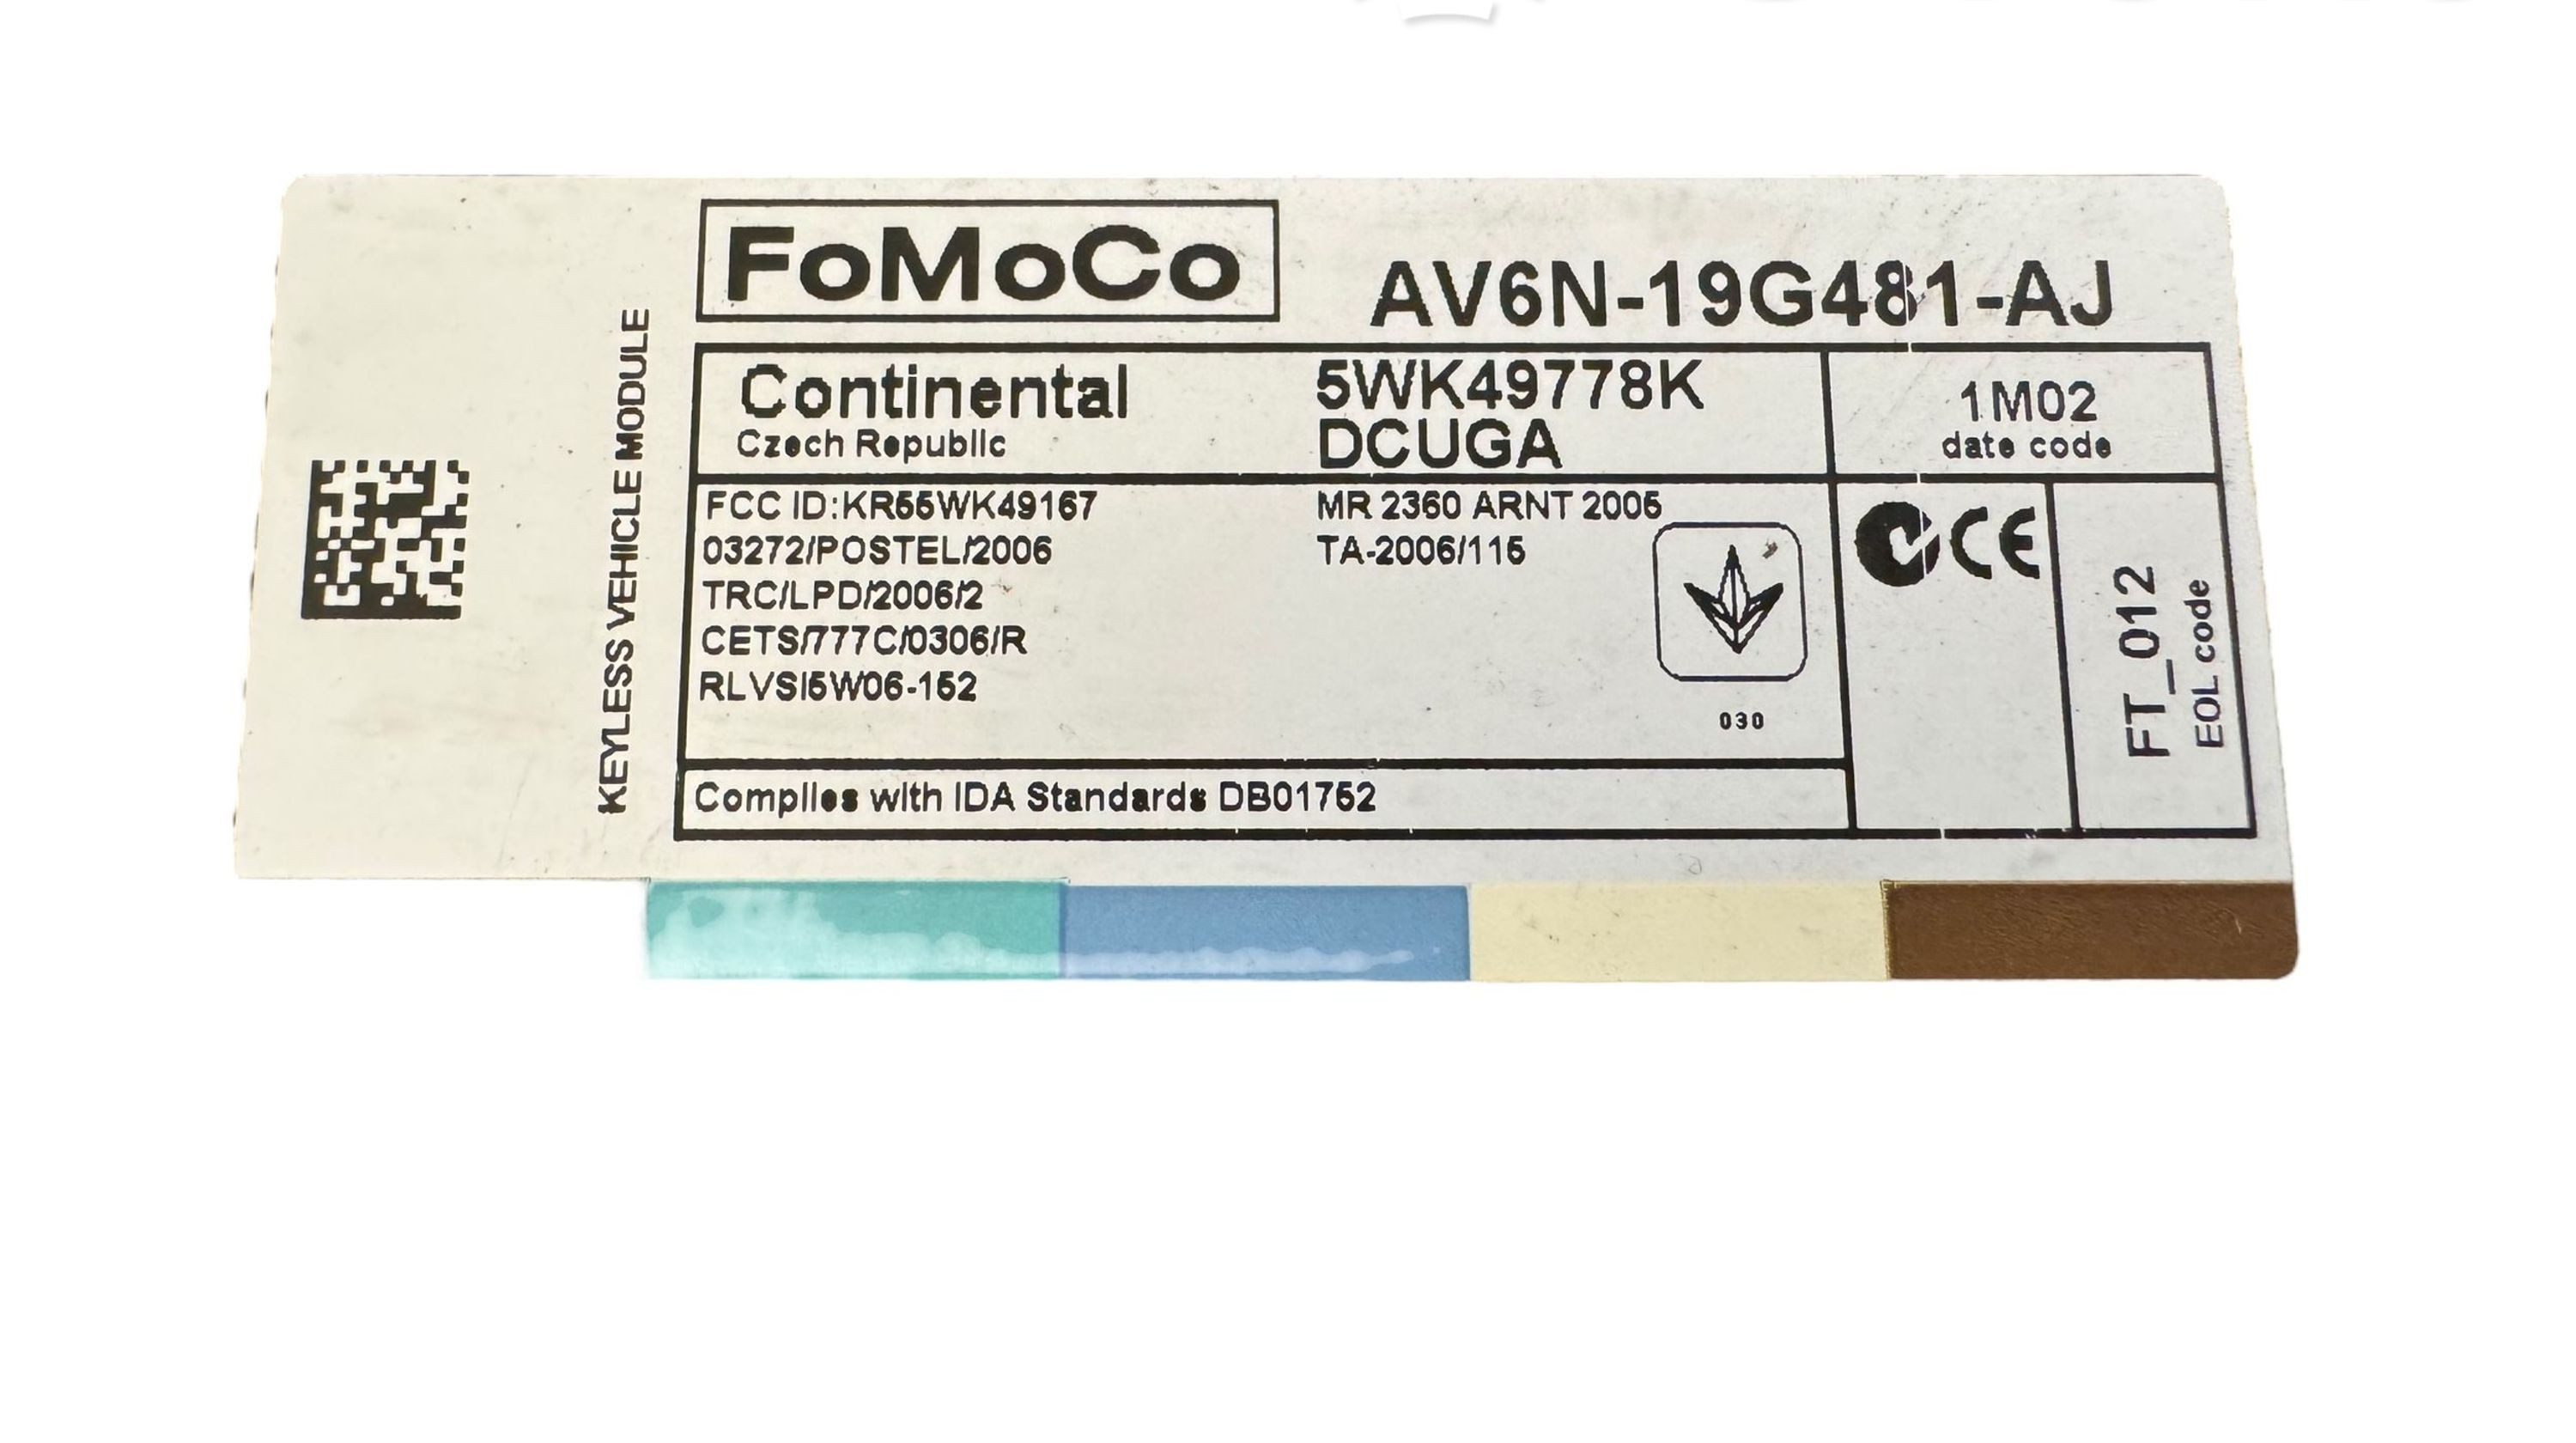 FoMoCo
AV6N-19G481-AJ
KEYLESS VEHICLE MODULE
Continental
Czech Republic
5WK49778K
DCUGA
1M02
date code
FCC ID:KR55WK49167
03272/POSTEL/2006
TRC/LPD/2006/2
CETS/777C/0306/R
RLVSI5W06-152
MR 2360 ARNT 2005
TA-2006/115
030
CE
FT_012
EOL code
Complies with IDA Standards DB01752